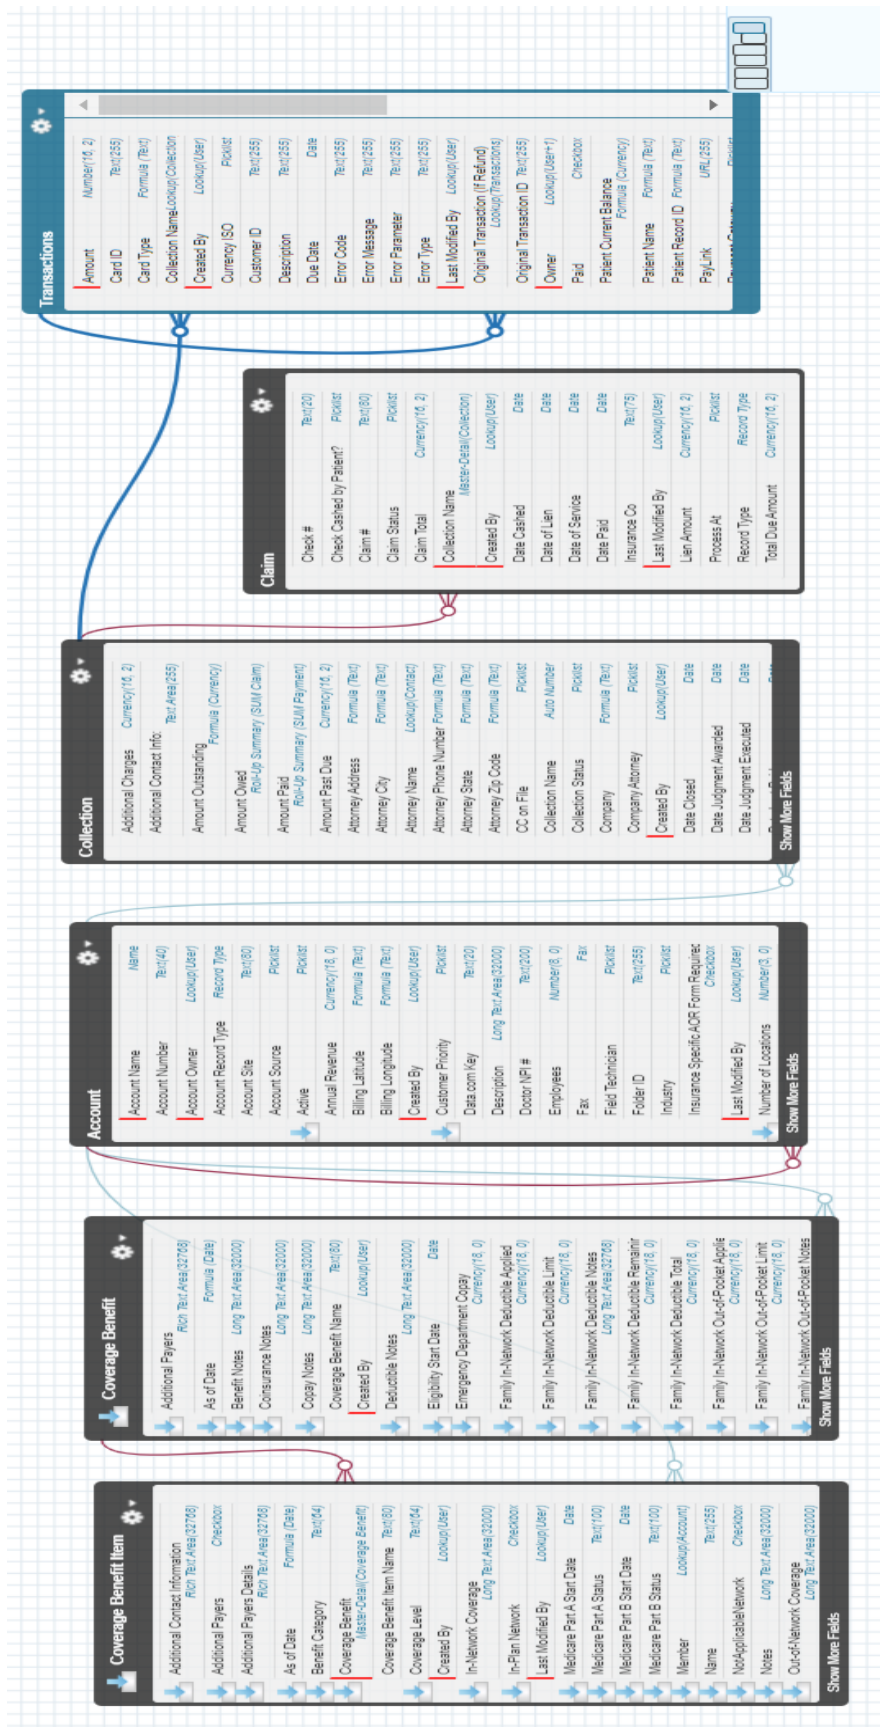 Coverage Benefit Item
Additional Contact Information
Rich Text Area(32768)
Additional Payers Checkbox
Additional Payers Details
Rich Text Area(32768)
As of Date Formula (Date)
Benefit Category Text(64)
Coverage Benefit
Master-Detail(Coverage Benefit)
Coverage Benefit Item Name Text(80)
Coverage Level Text(64)
Created By Lookup(User)
In-Network Coverage
Long Text Area(32000)
In-Plan Network Checkbox
Last Modified By Lookup(User)
Medicare Part A Start Date Date
Medicare Part A Status Text(100)
Medicare Part B Start Date Date
Medicare Part B Status Text(100)
Member Lookup(Account)
Name Text(255)
NotApplicableNetwork Checkbox
Notes Long Text Area(32000)
Out-of-Network Coverage
Long Text Area(32000)
Show More Fields
Coverage Benefit
Additional Payers
Rich Text Area(32768)
As of Date Formula (Date)
Benefit Notes Long Text Area(32000)
Coinsurance Notes
Long Text Area(32000)
Copay Notes Long Text Area(32000)
Coverage Benefit Name Text(80)
Created By Lookup(User)
Deductible Notes
Long Text Area(32000)
Eligibility Start Date Date
Emergency Department Copay
Currency(18, 0)
Family In-Network Deductible Applied
Currency(18, 0)
Family In-Network Deductible Limit
Currency(18, 0)
Family In-Network Deductible Notes
Long Text Area(32768)
Family In-Network Deductible Remainir
Currency(18, 0)
Family In-Network Deductible Total
Currency(18, 0)
Family In-Network Out-of-Pocket Applie
Currency(18, 0)
Family In-Network Out-of-Pocket Limit
Currency(18, 0)
Family In-Network Out-of-Pocket Notes
Show More Fields
Account
Account Name Name
Account Number Text(40)
Account Owner Lookup(User)
Account Record Type Record Type
Account Site Text(80)
Account Source Picklist
Active Picklist
Annual Revenue Currency(18, 0)
Billing Latitude Formula (Text)
Billing Longitude Formula (Text)
Created By Lookup(User)
Customer Priority Picklist
Data.com Key Text(20)
Description Long Text Area(32000)
Doctor NPI # Text(200)
Employees Number(8, 0)
Fax Fax
Field Technician Picklist
Folder ID Text(255)
Industry Picklist
Insurance Specific AOR Form Required
Checkbox
Last Modified By Lookup(User)
Number of Locations Number(3, 0)
Show More Fields
Collection
Additional Charges Currency(16, 2)
Additional Contact Info:
Text Area(255)
Amount Outstanding
Formula (Currency)
Amount Owed
Roll-Up Summary (SUM Claim)
Amount Paid
Roll-Up Summary (SUM Payment)
Amount Past Due Currency(16, 2)
Attorney Address Formula (Text)
Attorney City Formula (Text)
Attorney Name Lookup(Contact)
Attorney Phone Number Formula (Text)
Attorney State Formula (Text)
Attorney Zip Code Formula (Text)
CC on File Picklist
Collection Name Auto Number
Collection Status Picklist
Company Formula (Text)
Company Attorney Picklist
Created By Lookup(User)
Date Closed Date
Date Judgment Awarded Date
Date Judgment Executed Date
Show More Fields
Claim
Check # Text(20)
Check Cashed by Patient? Picklist
Claim # Text(80)
Claim Status Picklist
Claim Total Currency(16, 2)
Collection Name
Master-Detail(Collection)
Created By Lookup(User)
Date Cashed Date
Date of Lien Date
Date of Service Date
Date Paid Date
Insurance Co Text(75)
Last Modified By Lookup(User)
Lien Amount Currency(16, 2)
Process At Picklist
Record Type Record Type
Total Due Amount Currency(16, 2)
Transactions
Amount Number(16, 2)
Card ID Text(255)
Card Type Formula (Text)
Collection Name Lookup(Collection
Created By Lookup(User)
Currency ISO Picklist
Customer ID Text(255)
Description Text(255)
Due Date Date
Error Code Text(255)
Error Message Text(255)
Error Parameter Text(255)
Error Type Text(255)
Last Modified By Lookup(User)
Original Transaction (If Refund)
Lookup(Transactions)
Original Transaction ID Text(255)
Owner Lookup(User+1)
Paid Checkbox
Patient Current Balance
Formula (Currency)
Patient Name Formula (Text)
Patient Record ID Formula (Text)
PayLink URL(255)